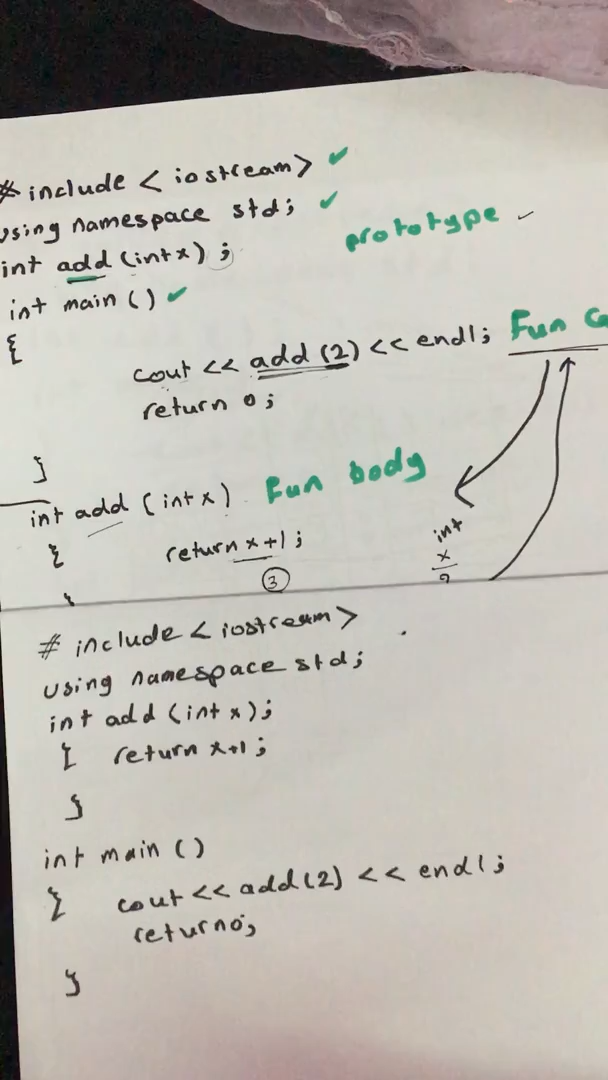 # include < iostream> ✓
using namespace std; ✓
int add (int x) ; prototype ✓
int main () ✓
{
cout << add (2) << endl; Fun
return 0;
}
int add (int x) Fun body
{ return x+1;
int
x
2
3
# include < iostream>
using namespace std;
int add (int x);
{ return x+1;
}
int main ()
{ cout << add(2) << endl;
return 0;
}